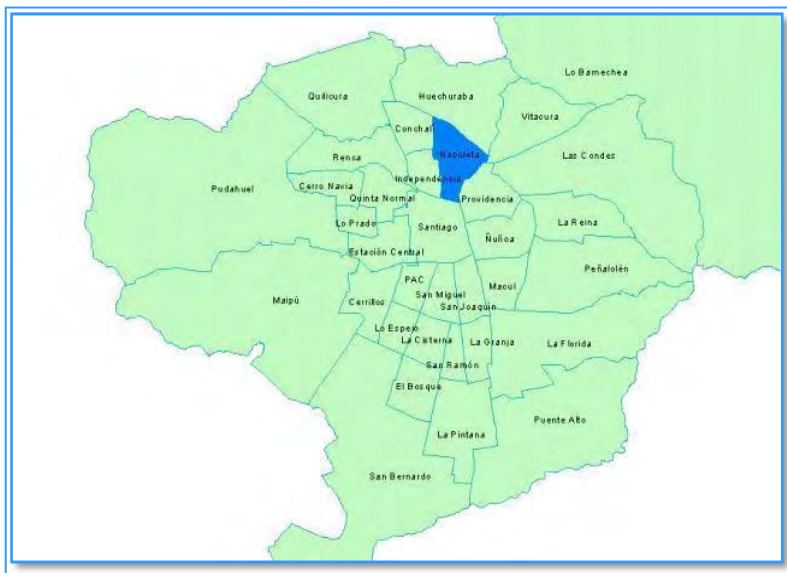 Lo Barnechea
Quilicura
Huechuraba
Vitacura
Conchalí
Recoleta
Las Condes
Renca
Independencia
Cerro Navia
Pudahuel
Quinta Normal
Providencia
Lo Prado
Santiago
La Reina
Ñuñoa
Estación Central
Peñalolén
PAC
Macul
San Miguel
Maipú
Cerrillos
San Joaquín
Lo Espejo
La Cisterna
La Granja
La Florida
San Ramón
El Bosque
Puente Alto
La Pintana
San Bernardo